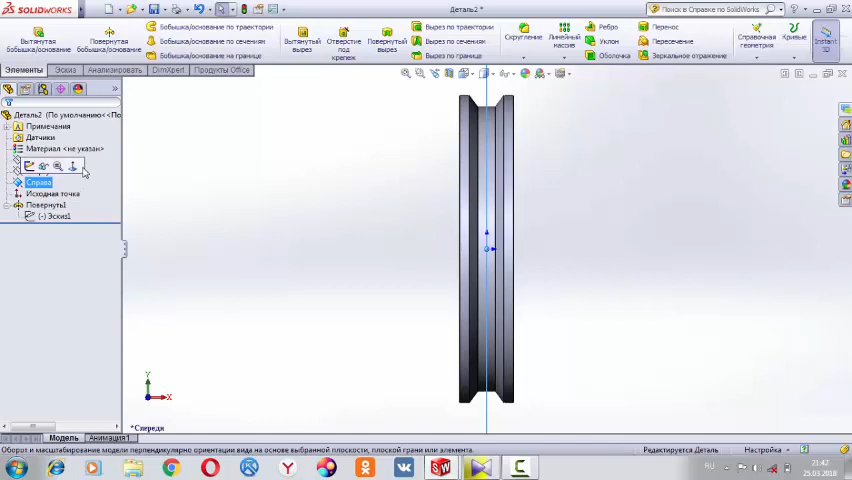 SOLIDWORKS
Деталь2 *
Поиск в Справке по SolidWorks
Вытянутая бобышка/основание
Повернутая бобышка/основание
Бобышка/основание по траектории
Бобышка/основание по сечениям
Бобышка/основание на границе
Вытянутый вырез
Отверстие под крепеж
Повернутый вырез
Вырез по траектории
Вырез по сечениям
Вырез по границе
Скругление
Линейный массив
Ребро
Уклон
Оболочка
Перенос
Пересечение
Зеркальное отражение
Справочная геометрия
Кривые
Instant 3D
Элементы
Эскиз
Анализировать
DimXpert
Продукты Office
Деталь2 (По умолчанию<<По
Примечания
Датчики
Материал <не указан>
Справа
Исходная точка
Повернуть1
(-) Эскиз1
Y
X
*Спереди
Модель
Анимация1
Оборот и масштабирование модели перпендикулярно ориентации вида на основе выбранной плоскости, плоской грани или элемента.
Редактируется Деталь
Настройка
RU
21:42
25.03.2018